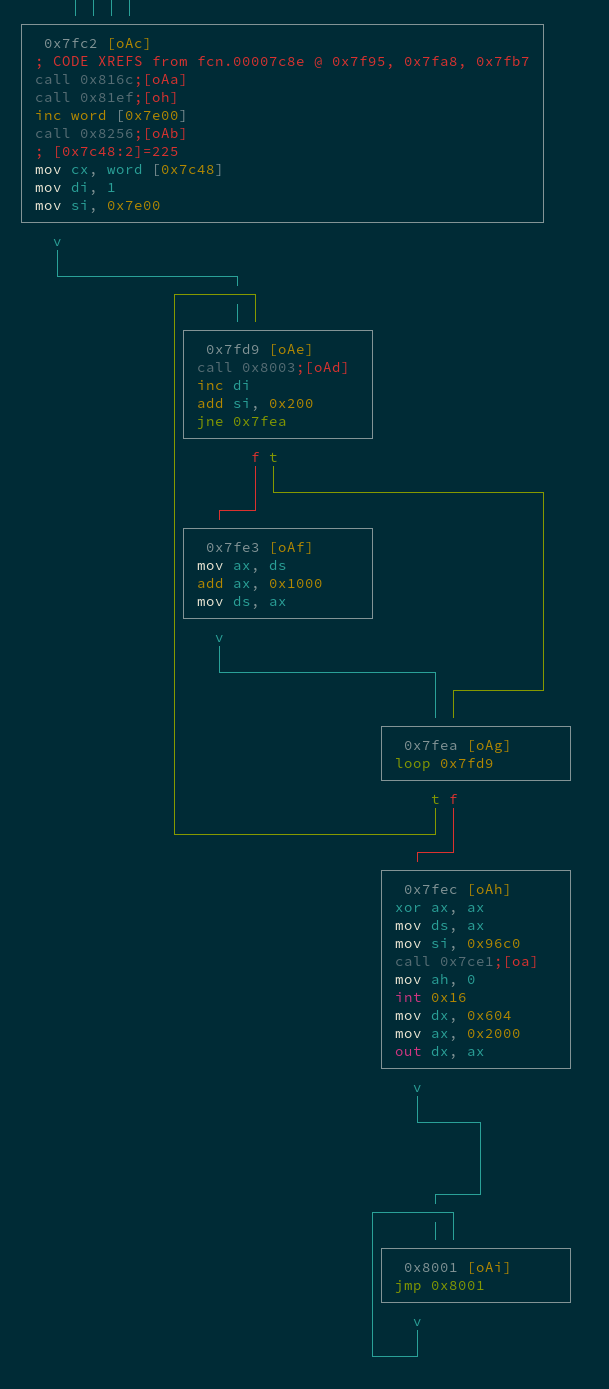 0x7fc2 [oAc]
; CODE XREFS from fcn.00007c8e @ 0x7f95, 0x7fa8, 0x7fb7
call 0x816c;[oAa]
call 0x81ef;[oh]
inc word [0x7e00]
call 0x8256;[oAb]
; [0x7c48:2]=225
mov cx, word [0x7c48]
mov di, 1
mov si, 0x7e00
v
0x7fd9 [oAe]
call 0x8003;[oAd]
inc di
add si, 0x200
jne 0x7fea
f t
0x7fe3 [oAf]
mov ax, ds
add ax, 0x1000
mov ds, ax
v
0x7fea [oAg]
loop 0x7fd9
t f
0x7fec [oAh]
xor ax, ax
mov ds, ax
mov si, 0x96c0
call 0x7ce1;[oa]
mov ah, 0
int 0x16
mov dx, 0x604
mov ax, 0x2000
out dx, ax
v
0x8001 [oAi]
jmp 0x8001
v